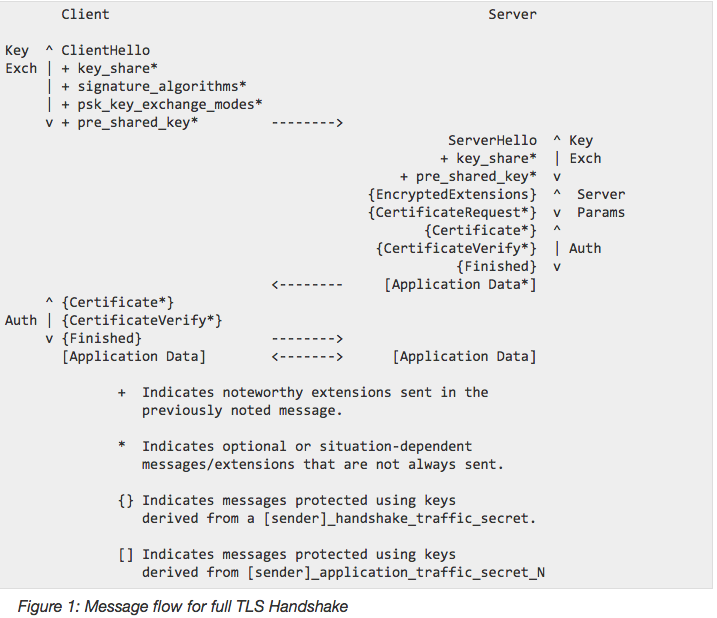 Client                                               Server

Key  ^ ClientHello
Exch | + key_share*
     | + signature_algorithms*
     | + psk_key_exchange_modes*
     v + pre_shared_key*         -------->
                                                       ServerHello  ^ Key
                                                      + key_share*  | Exch
                                                 + pre_shared_key*  v
                                             {EncryptedExtensions}  ^  Server
                                             {CertificateRequest*}  v  Params
                                                    {Certificate*}  ^
                                              {CertificateVerify*}  | Auth
                                                        {Finished}  v
                                 <--------     [Application Data*]
     ^ {Certificate*}
Auth | {CertificateVerify*}
     v {Finished}                -------->
       [Application Data]        <------->      [Application Data]

              +  Indicates noteworthy extensions sent in the
                 previously noted message.

              *  Indicates optional or situation-dependent
                 messages/extensions that are not always sent.

              {} Indicates messages protected using keys
                 derived from a [sender]_handshake_traffic_secret.

              [] Indicates messages protected using keys
                 derived from [sender]_application_traffic_secret_N

Figure 1: Message flow for full TLS Handshake